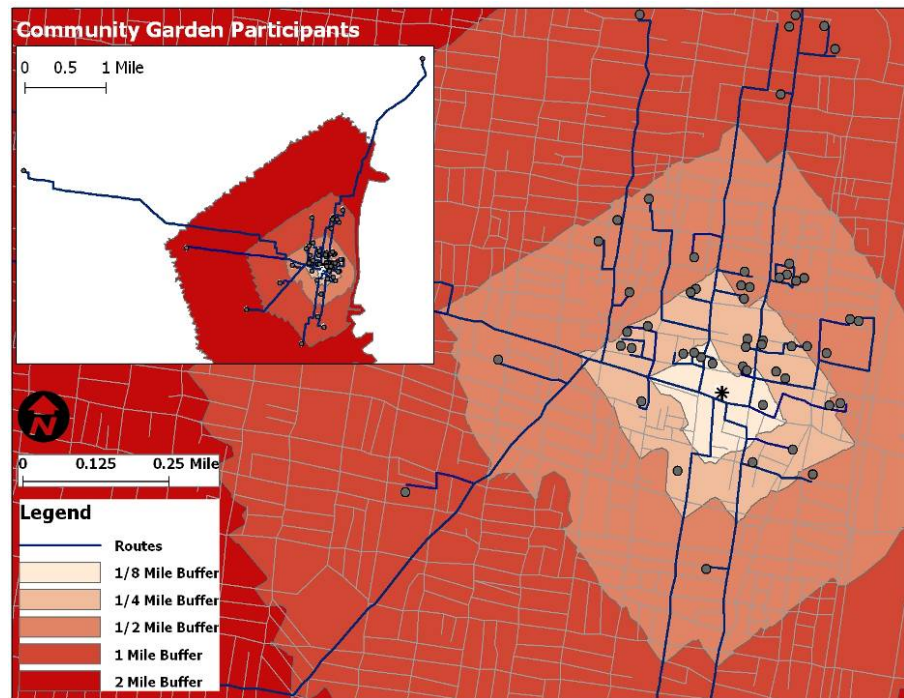 Community Garden Participants
0 0.5 1 Mile
N
0 0.125 0.25 Mile
Legend
Routes
1/8 Mile Buffer
1/4 Mile Buffer
1/2 Mile Buffer
1 Mile Buffer
2 Mile Buffer